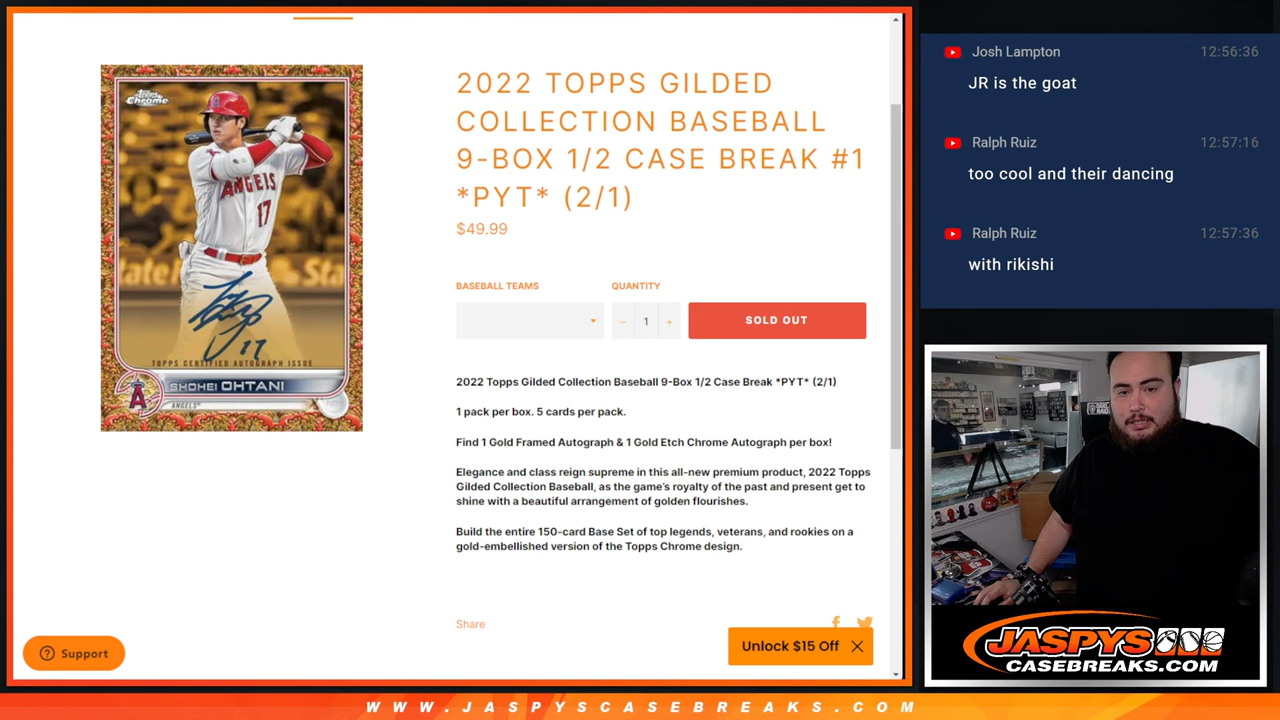 Topps
Chrome
ANGELS
17
17
TOPPS CERTIFIED AUTOGRAPH ISSUE
SHOHEI OHTANI
ANGELS
2022 TOPPS GILDED
COLLECTION BASEBALL
9-BOX 1/2 CASE BREAK #1
*PYT* (2/1)
$49.99
BASEBALL TEAMS
QUANTITY
− 1 +
SOLD OUT
2022 Topps Gilded Collection Baseball 9-Box 1/2 Case Break *PYT* (2/1)
1 pack per box. 5 cards per pack.
Find 1 Gold Framed Autograph & 1 Gold Etch Chrome Autograph per box!
Elegance and class reign supreme in this all-new premium product, 2022 Topps
Gilded Collection Baseball, as the game's royalty of the past and present get to
shine with a beautiful arrangement of golden flourishes.
Build the entire 150-card Base Set of top legends, veterans, and rookies on a
gold-embellished version of the Topps Chrome design.
Share
Support
Unlock $15 Off
Josh Lampton 12:56:36
JR is the goat
Ralph Ruiz 12:57:16
too cool and their dancing
Ralph Ruiz 12:57:36
with rikishi
JASPYS
CASEBREAKS.COM
WWW.JASPYSCASEBREAKS.COM